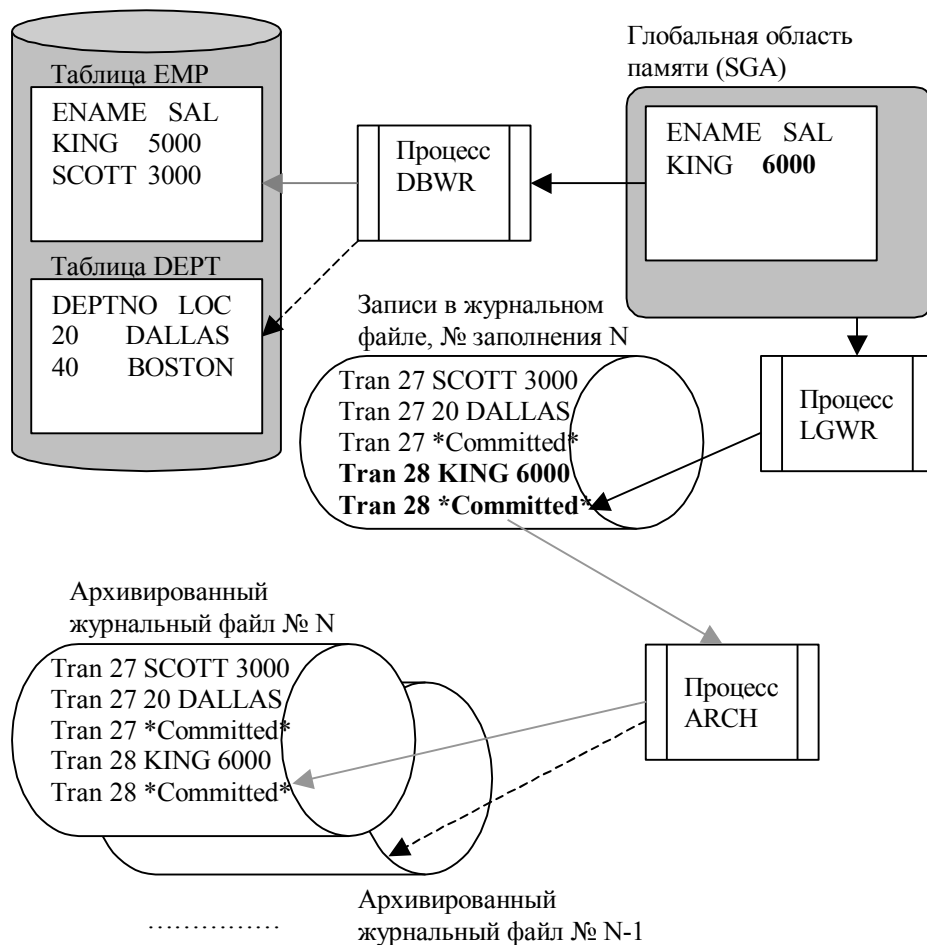 Таблица EMP
ENAME SAL
KING 5000
SCOTT 3000
Таблица DEPT
DEPTNO LOC
20 DALLAS
40 BOSTON
Процесс
DBWR
Глобальная область
памяти (SGA)
ENAME SAL
KING 6000
Записи в журнальном
файле, № заполнения N
Tran 27 SCOTT 3000
Tran 27 20 DALLAS
Tran 27 *Committed*
Tran 28 KING 6000
Tran 28 *Committed*
Процесс
LGWR
Архивированный
журнальный файл № N
Tran 27 SCOTT 3000
Tran 27 20 DALLAS
Tran 27 *Committed*
Tran 28 KING 6000
Tran 28 *Committed*
Процесс
ARCH
Архивированный
журнальный файл № N-1
...............